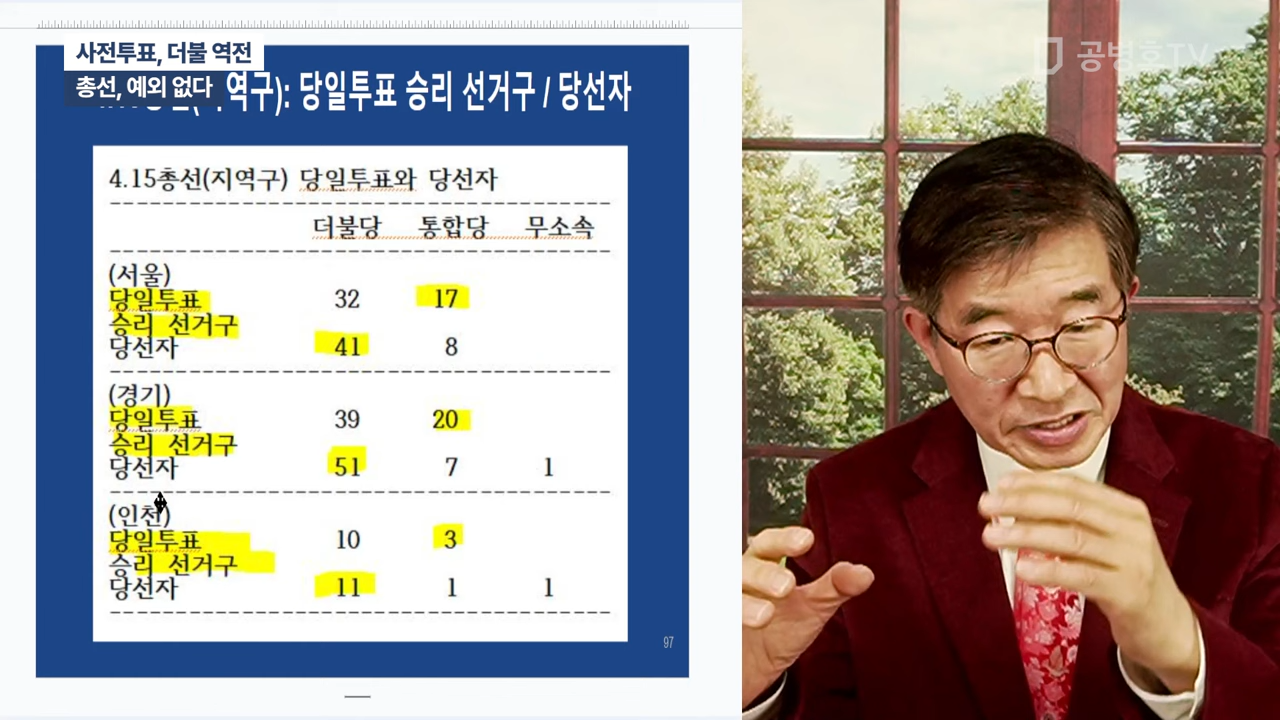 사전투표, 더불 역전
총선, 예외 없다
역구): 당일투표 승리 선거구 / 당선자
공병호TV
4.15총선(지역구) 당일투표와 당선자
더불당 통합당 무소속
(서울)
당일투표 32 17
승리 선거구
당선자 41 8
(경기)
당일투표 39 20
승리 선거구
당선자 51 7 1
(인천)
당일투표 10 3
승리 선거구
당선자 11 1 1
97